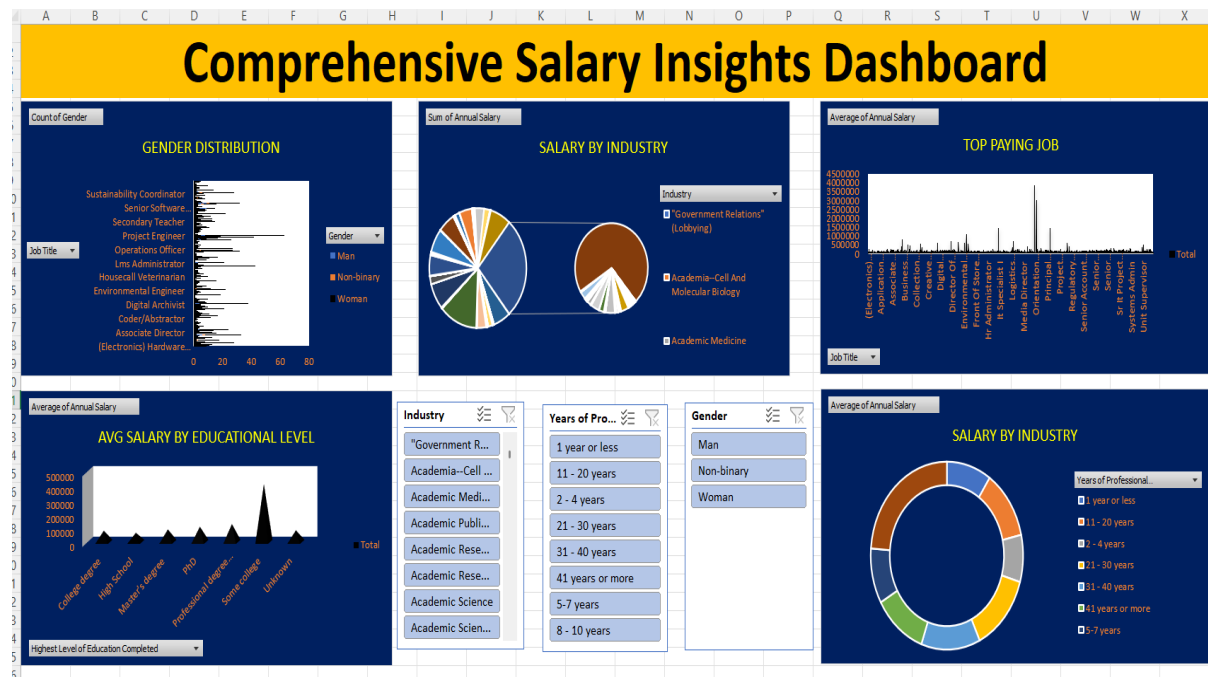 A B C D E F G H I J K L M N O P Q R S T U V W X
Comprehensive Salary Insights Dashboard
Count of Gender
GENDER DISTRIBUTION
Sustainability Coordinator
Senior Software...
Secondary Teacher
Project Engineer
Operations Officer
Lms Administrator
Housecall Veterinarian
Environmental Engineer
Digital Archivist
Coder/Abstractor
Associate Director
(Electronics) Hardware...
0 20 40 60 80
Job Title
Gender
Man
Non-binary
Woman
Sum of Annual Salary
SALARY BY INDUSTRY
Industry
"Government Relations"
(Lobbying)
Academia--Cell And
Molecular Biology
Academic Medicine
Average of Annual Salary
TOP PAYING JOB
4500000
4000000
3500000
3000000
2500000
2000000
1500000
1000000
500000
0
(Electronics)...
Application...
Associate...
Business...
Collection...
Creative...
Digital...
Director Of...
Environmental...
Front Of Store...
Hr Administrator
It Specialist I
Logistics...
Media Director
Orientation...
Principal...
Project...
Regulatory...
Senior Account...
Senior...
Senior...
Sr It Project...
Systems Admin
Unit Supervisor
Total
Job Title
Average of Annual Salary
AVG SALARY BY EDUCATIONAL LEVEL
500000
400000
300000
200000
100000
0
College degree
High School
Master's degree
PhD
Professional degree...
Some college
Unknown
Total
Highest Level of Education Completed
Industry
"Government R...
Academia--Cell ...
Academic Medi...
Academic Publi...
Academic Rese...
Academic Rese...
Academic Science
Academic Scien...
Years of Pro...
1 year or less
11 - 20 years
2 - 4 years
21 - 30 years
31 - 40 years
41 years or more
5-7 years
8 - 10 years
Gender
Man
Non-binary
Woman
Average of Annual Salary
SALARY BY INDUSTRY
Years of Professional...
1 year or less
11 - 20 years
2 - 4 years
21 - 30 years
31 - 40 years
41 years or more
5-7 years